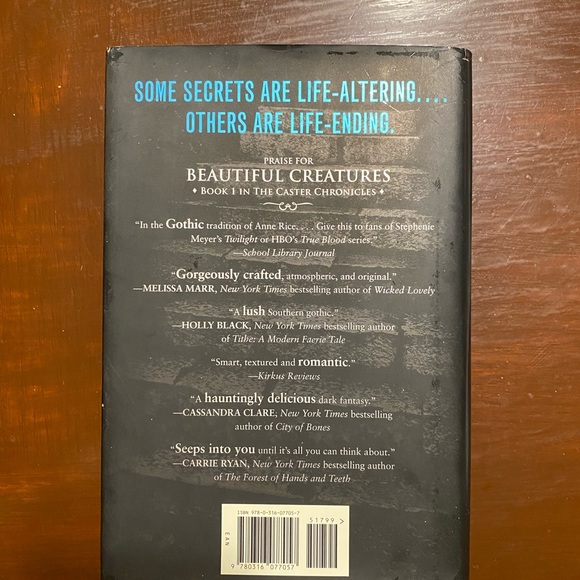 SOME SECRETS ARE LIFE-ALTERING....
OTHERS ARE LIFE-ENDING.
PRAISE FOR
BEAUTIFUL CREATURES
♦ BOOK 1 IN THE CASTER CHRONICLES ♦
“In the Gothic tradition of Anne Rice. . . . Give this to fans of Stephenie
Meyer’s Twilight or HBO’s True Blood series.”
—School Library Journal
“Gorgeously crafted, atmospheric, and original.”
—MELISSA MARR, New York Times bestselling author of Wicked Lovely
“A lush Southern gothic.”
—HOLLY BLACK, New York Times bestselling author
of Tithe: A Modern Faerie Tale
“Smart, textured and romantic.”
—Kirkus Reviews
“A hauntingly delicious dark fantasy.”
—CASSANDRA CLARE, New York Times bestselling
author of City of Bones
“Seeps into you until it’s all you can think about.”
—CARRIE RYAN, New York Times bestselling author of
The Forest of Hands and Teeth
ISBN 978-0-316-07705-7
51799>
EAN
9 780316 077057